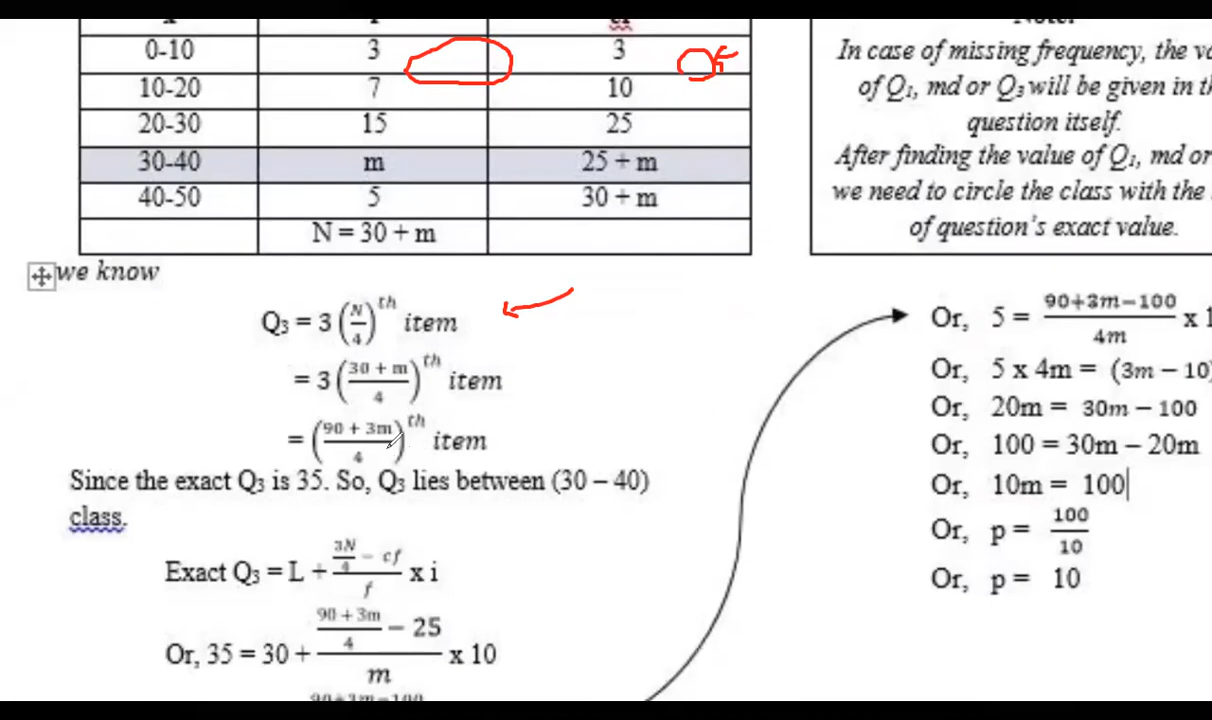 0-10 3 3
10-20 7 10
20-30 15 25
30-40 m 25 + m
40-50 5 30 + m
N = 30 + m
Note:
In case of missing frequency, the
of Q₁, md or Q₃ will be given in
question itself.
After finding the value of Q₁, md or
we need to circle the class with the
of question's exact value.
we know
Q₃ = 3 (N/4)^th item
= 3 ((30 + m)/4)^th item
= ((90 + 3m)/4)^th item
Since the exact Q₃ is 35. So, Q₃ lies between (30 – 40)
class.
Exact Q₃ = L + (3N/4 – cf)/f x i
Or, 35 = 30 + ((90 + 3m)/4 – 25)/m x 10
Or, 5 = (90+3m−100)/4m x
Or, 5 x 4m = (3m – 10)
Or, 20m = 30m – 100
Or, 100 = 30m – 20m
Or, 10m = 100
Or, p = 100/10
Or, p = 10